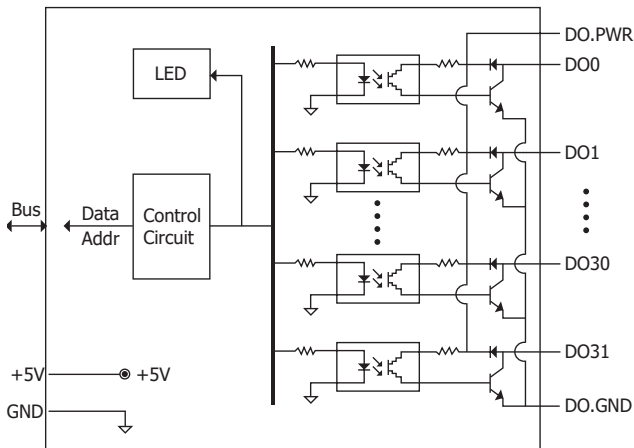 DO.PWR
LED
DO0
DO1
Bus
Data
Addr
Control
Circuit
DO30
DO31
+5V
+5V
GND
DO.GND